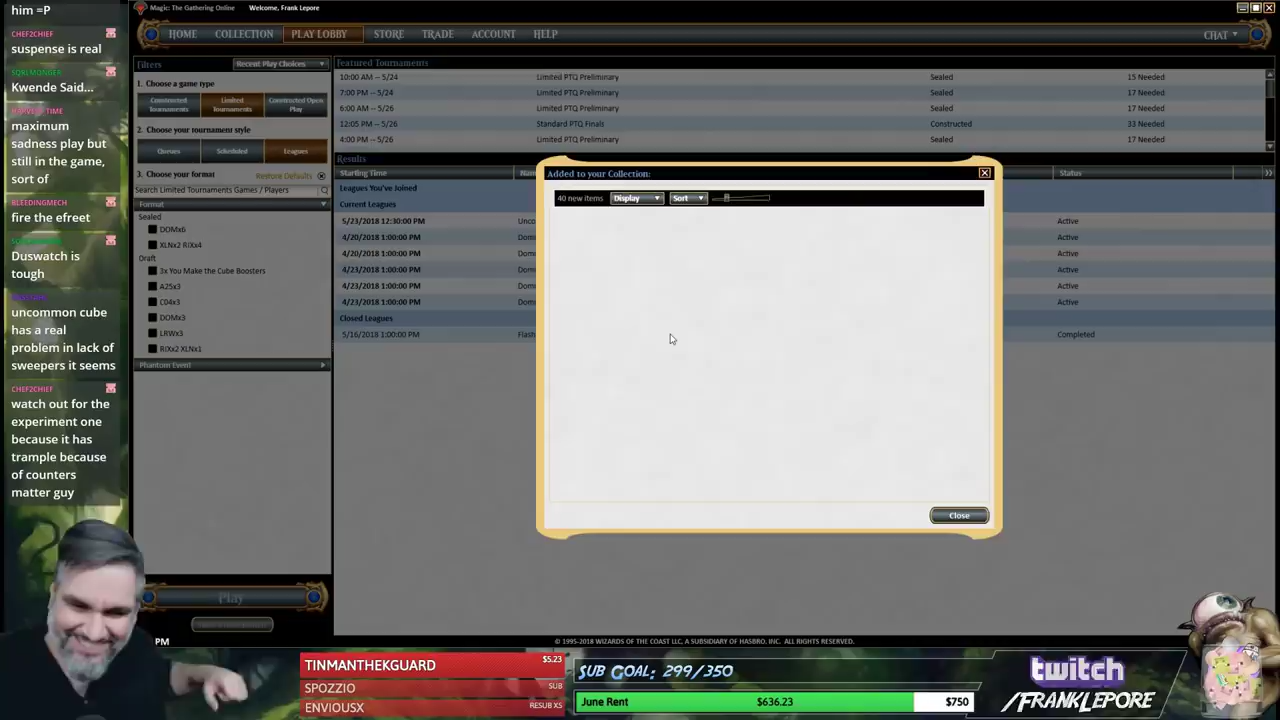 him =P
CHEF2CHIEF
suspense is real
SQRLMONGER
Kwende Said...
maximum
sadness play but
still in the game,
sort of
BLEEDINGMECH
fire the efreet
Duswatch is
tough
uncommon cube
has a real
problem in lack of
sweepers it seems
CHEF2CHIEF
watch out for the
experiment one
because it has
trample because
of counters
matter guy
Magic: The Gathering Online Welcome, Frank Lepore
HOME COLLECTION PLAY LOBBY STORE TRADE ACCOUNT HELP CHAT
Filters Recent Play Choices
1. Choose a game type
Constructed Tournaments
Limited Tournaments
Constructed Open Play
2. Choose your tournament style
Queues Scheduled Leagues
3. Choose your format Restore Defaults
Search Limited Tournaments Games / Players
Format
Sealed
DOMx6
XLNx2 RIXx4
Draft
3x You Make the Cube Boosters
A25x3
C04x3
DOMx3
LRWx3
RIXx2 XLNx1
Phantom Event
Play
PM
Featured Tournaments
10:00 AM -- 5/24 Limited PTQ Preliminary Sealed 15 Needed
7:00 PM -- 5/24 Limited PTQ Preliminary Sealed 17 Needed
6:00 AM -- 5/26 Limited PTQ Preliminary Sealed 17 Needed
12:05 PM -- 5/26 Standard PTQ Finals Constructed 33 Needed
4:00 PM -- 5/26 Limited PTQ Preliminary Sealed 17 Needed
Results
Starting Time Nam Status
Leagues You've Joined
Current Leagues
5/23/2018 12:30:00 PM Unco Active
4/20/2018 1:00:00 PM Domi Active
4/20/2018 1:00:00 PM Domi Active
4/23/2018 1:00:00 PM Domi Active
4/23/2018 1:00:00 PM Domi Active
4/23/2018 1:00:00 PM Domi Active
Closed Leagues
5/16/2018 1:00:00 PM Flash Completed
Added to your Collection:
40 new items Display Sort
Close
© 1995-2018 WIZARDS OF THE COAST LLC, A SUBSIDIARY OF HASBRO, INC. ALL RIGHTS RESERVED.
TINMANTHEKGUARD $5.23
SPOZZIO SUB
ENVIOUSX RESUB X5
SUB GOAL: 299/350
June Rent $636.23 $750
twitch
/FRANKLEPORE